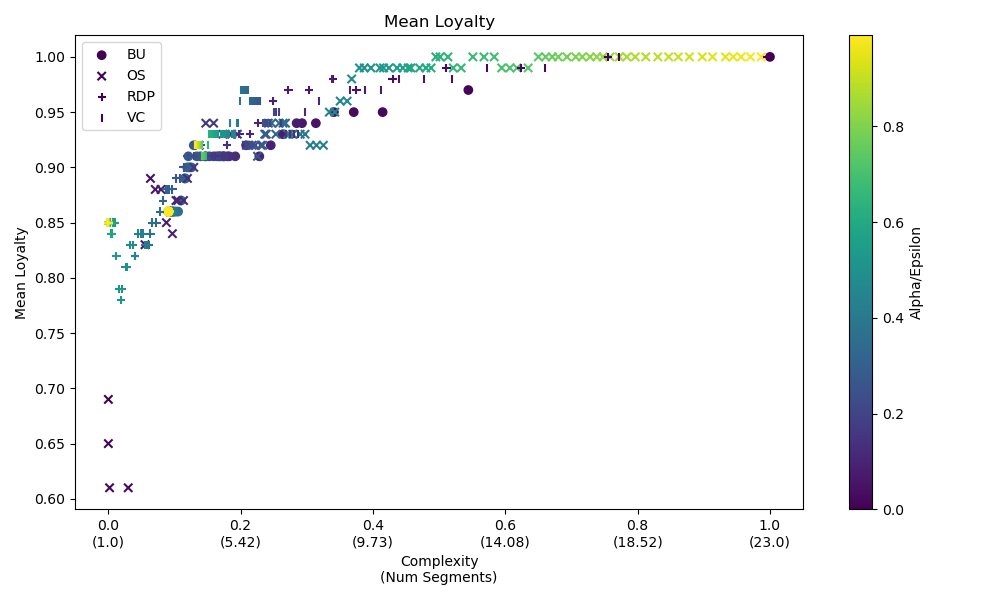 Mean Loyalty
BU
OS
RDP
VC
Mean Loyalty
1.00
0.95
0.90
0.85
0.80
0.75
0.70
0.65
0.60
0.0
(1.0)
0.2
(5.42)
0.4
(9.73)
0.6
(14.08)
0.8
(18.52)
1.0
(23.0)
Complexity
(Num Segments)
0.8
0.6
0.4
0.2
0.0
Alpha/Epsilon